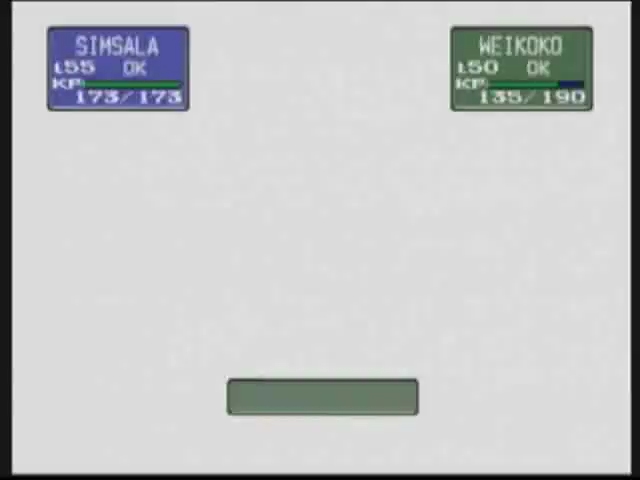 SIMSALA
L55 OK
KP
173/173
WEIKOKO
L50 OK
KP
135/190